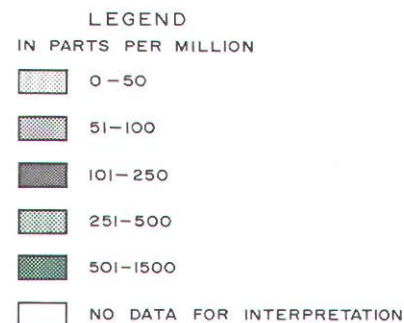 LEGEND
IN PARTS PER MILLION
0-50
51-100
101-250
251-500
501-1500
NO DATA FOR INTERPRETATION